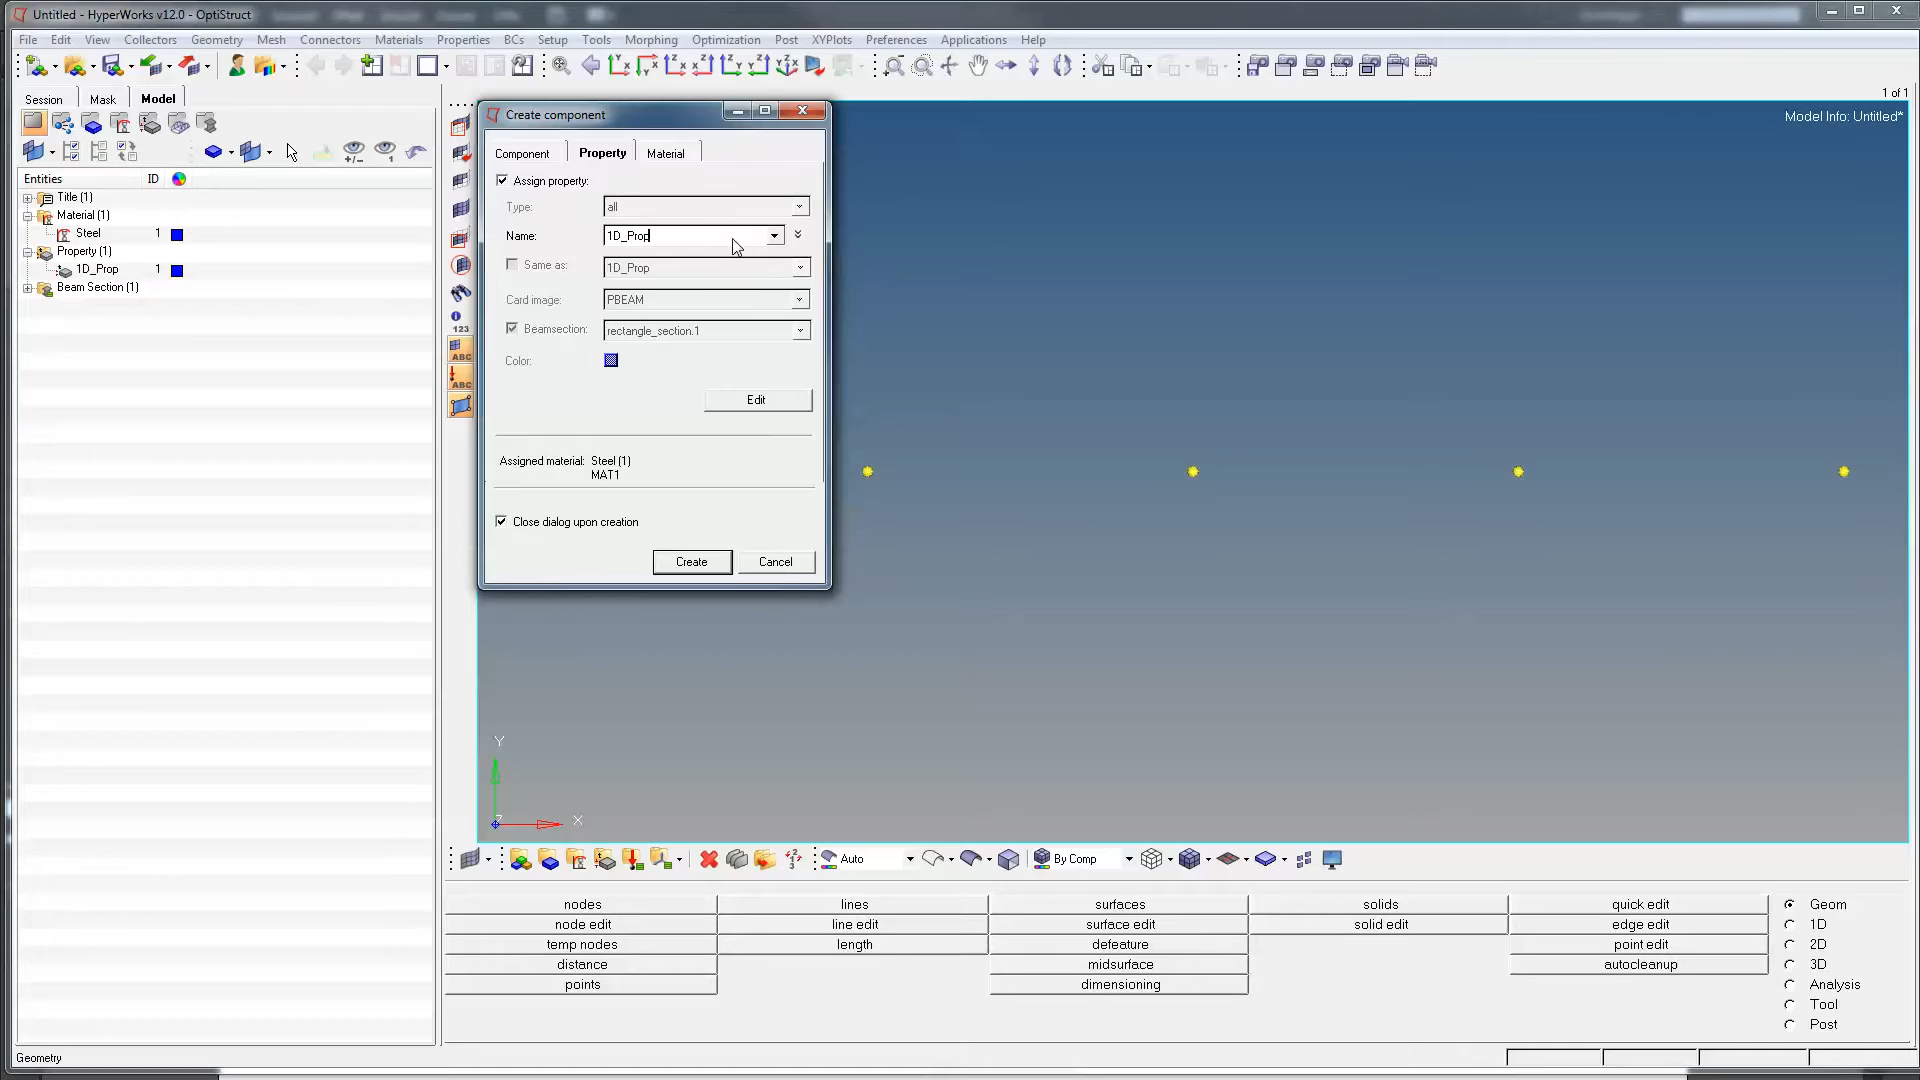 Untitled - HyperWorks v12.0 - OptiStruct
File Edit View Collectors Geometry Mesh Connectors Materials Properties BCs Setup Tools Morphing Optimization Post XYPlots Preferences Applications Help
Session Mask Model
1 of 1
Model Info: Untitled*
Entities ID
Title (1)
Material (1)
Steel 1
Property (1)
1D_Prop 1
Beam Section (1)
123
ABC
ABC
Create component
Component Property Material
Assign property:
Type: all
Name: 1D_Prop
Same as: 1D_Prop
Card image: PBEAM
Beamsection: rectangle_section.1
Color:
Edit
Assigned material: Steel (1)
MAT1
Close dialog upon creation
Create Cancel
Y
Z X
Auto By Comp
nodes lines surfaces solids quick edit Geom
node edit line edit surface edit solid edit edge edit 1D
temp nodes length defeature point edit 2D
distance midsurface autocleanup 3D
points dimensioning Analysis
Tool
Post
Geometry